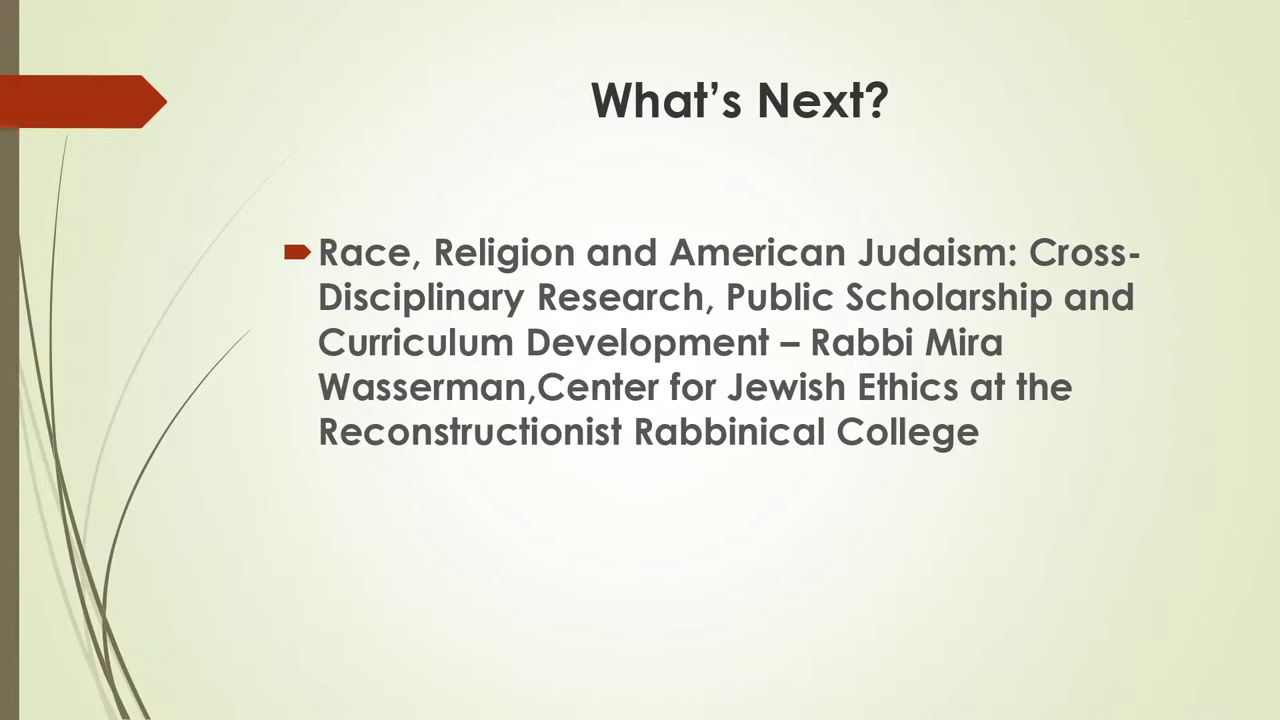 What’s Next?
Race, Religion and American Judaism: Cross-
Disciplinary Research, Public Scholarship and
Curriculum Development – Rabbi Mira
Wasserman,Center for Jewish Ethics at the
Reconstructionist Rabbinical College